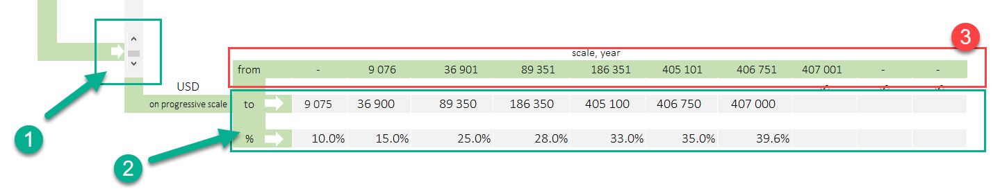 3
scale, year
from - 9 076 36 901 89 351 186 351 405 101 406 751 407 001 - -
USD
on progressive scale to 9 075 36 900 89 350 186 350 405 100 406 750 407 000
1
% 10.0% 15.0% 25.0% 28.0% 33.0% 35.0% 39.6%
2